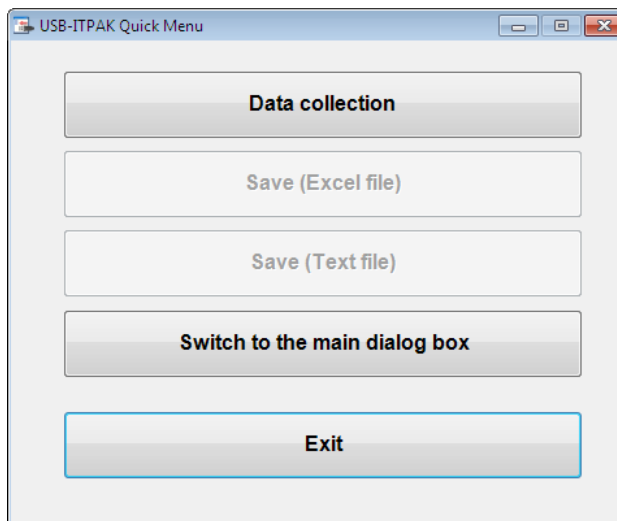 USB-ITPAK Quick Menu
Data collection
Save (Excel file)
Save (Text file)
Switch to the main dialog box
Exit